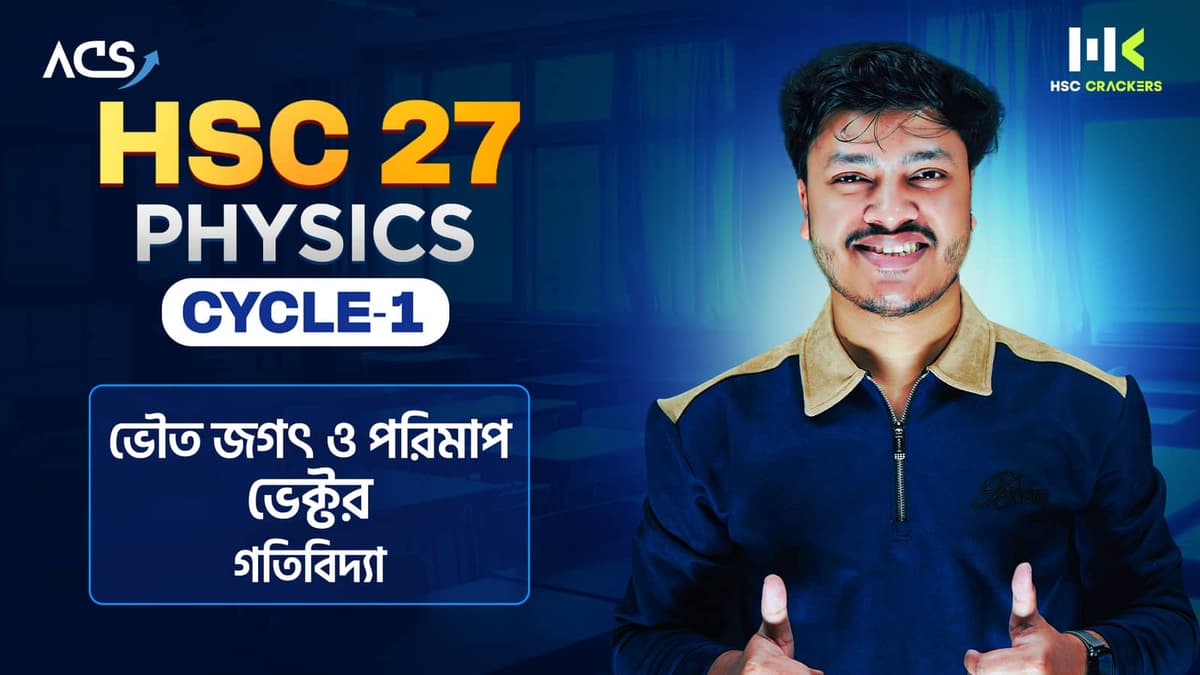 ACS
HSC CRACKERS
HSC 27
PHYSICS
CYCLE-1
ভৌত জগৎ ও পরিমাপ
ভেক্টর
গতিবিদ্যা